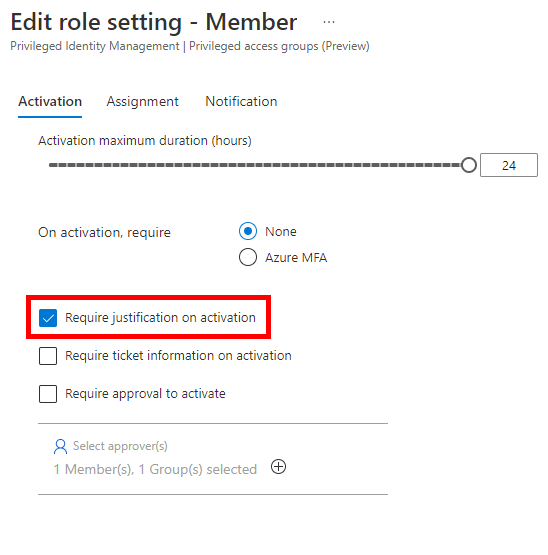 Edit role setting - Member ...
Privileged Identity Management | Privileged access groups (Preview)
Activation Assignment Notification
Activation maximum duration (hours)
24
On activation, require
None
Azure MFA
Require justification on activation
Require ticket information on activation
Require approval to activate
Select approver(s)
1 Member(s), 1 Group(s) selected